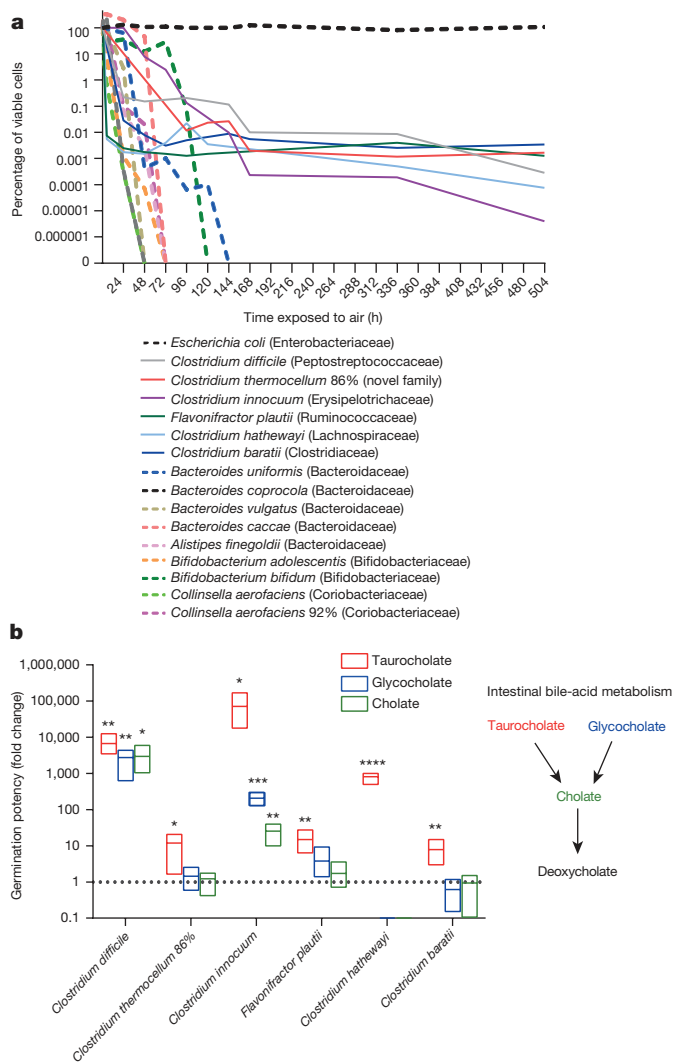 a
Percentage of viable cells
100
10
1
0.1
0.01
0.001
0.0001
0.00001
0.000001
0
24
48
72
96
120
144
168
192
216
240
264
288
312
336
360
384
408
432
456
480
504
Time exposed to air (h)
Escherichia coli (Enterobacteriaceae)
Clostridium difficile (Peptostreptococcaceae)
Clostridium thermocellum 86% (novel family)
Clostridium innocuum (Erysipelotrichaceae)
Flavonifractor plautii (Ruminococcaceae)
Clostridium hathewayi (Lachnospiraceae)
Clostridium baratii (Clostridiaceae)
Bacteroides uniformis (Bacteroidaceae)
Bacteroides coprocola (Bacteroidaceae)
Bacteroides vulgatus (Bacteroidaceae)
Bacteroides caccae (Bacteroidaceae)
Alistipes finegoldii (Bacteroidaceae)
Bifidobacterium adolescentis (Bifidobacteriaceae)
Bifidobacterium bifidum (Bifidobacteriaceae)
Collinsella aerofaciens (Coriobacteriaceae)
Collinsella aerofaciens 92% (Coriobacteriaceae)
b
Germination potency (fold change)
1,000,000
100,000
10,000
1,000
100
10
1
0.1
Taurocholate
Glycocholate
Cholate
** ** *
*
* *** **
**
****
**
Clostridium difficile
Clostridium thermocellum 86%
Clostridium innocuum
Flavonifractor plautii
Clostridium hathewayi
Clostridium baratii
Intestinal bile-acid metabolism
Taurocholate Glycocholate
Cholate
Deoxycholate